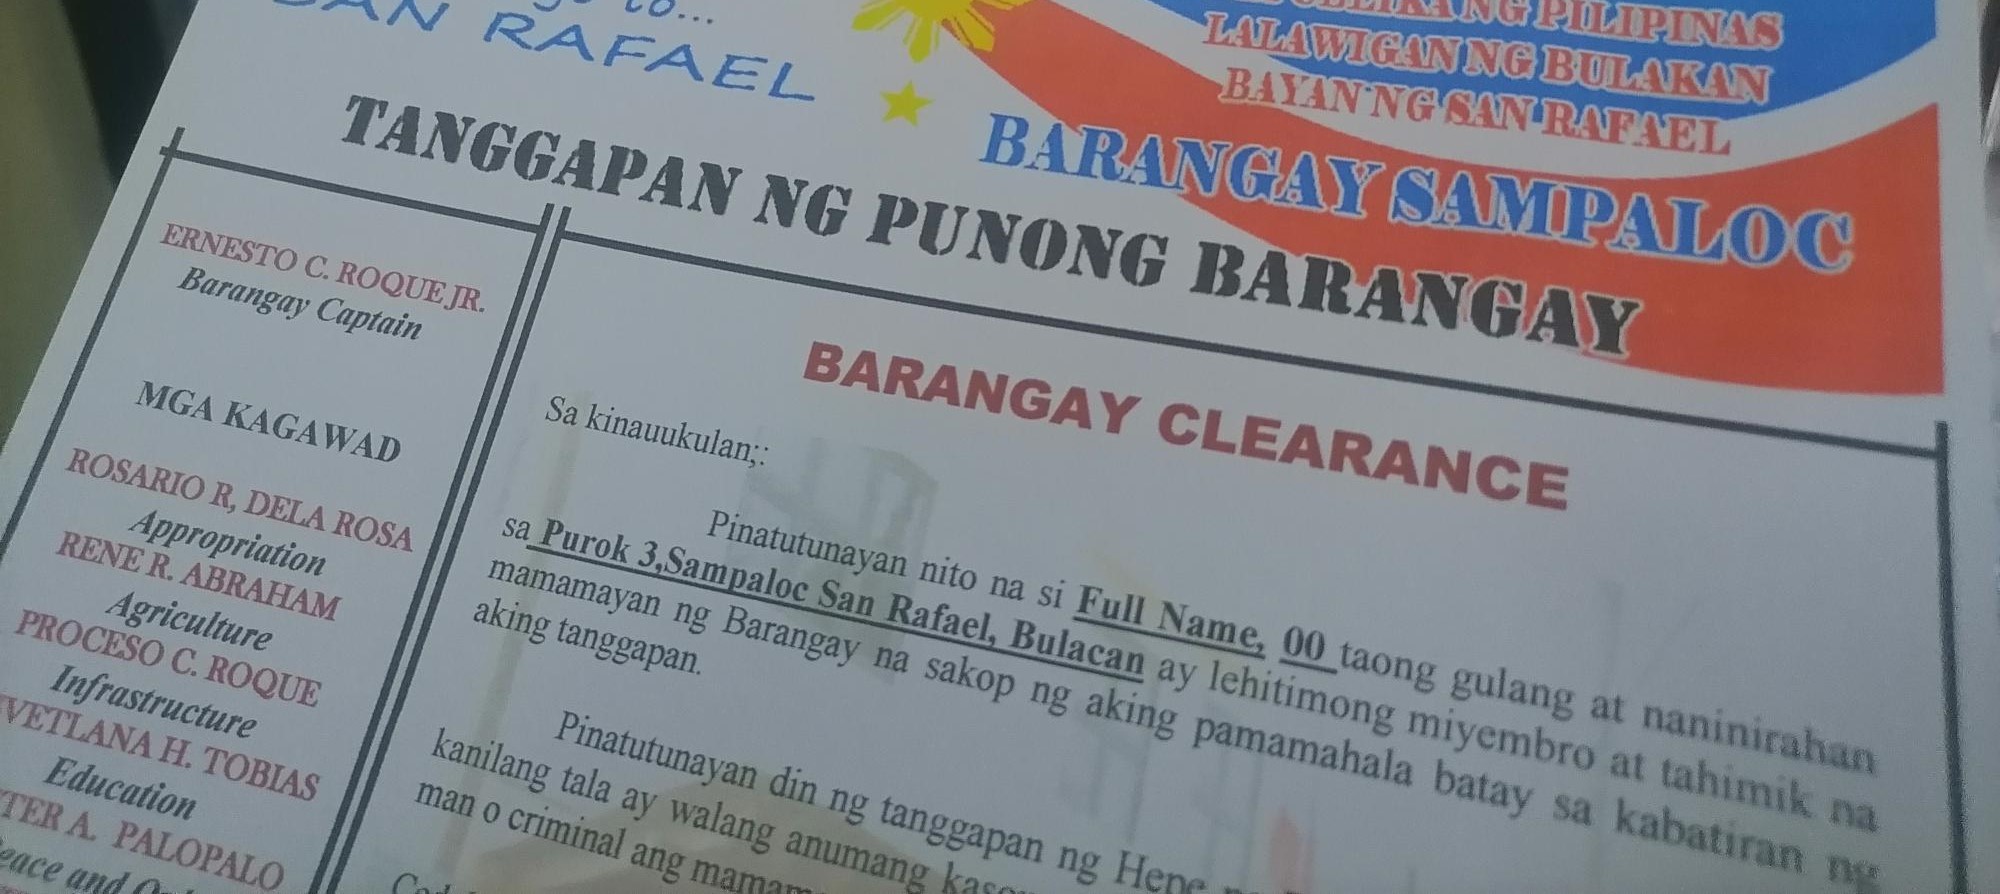 to...
SAN RAFAEL
NG PILIPINAS
LALAWIGAN NG BULAKAN
BAYAN NG SAN RAFAEL
BARANGAY SAMPALOC
TANGGAPAN NG PUNONG BARANGAY
ERNESTO C. ROQUE JR.
Barangay Captain
MGA KAGAWAD
ROSARIO R, DELA ROSA
Appropriation
RENE R. ABRAHAM
Agriculture
PROCESO C. ROQUE
Infrastructure
VETLANA H. TOBIAS
Education
TER A. PALOPALO
eace and
BARANGAY CLEARANCE
Sa kinauukulan;:
Pinatutunayan nito na si Full Name, 00 taong gulang at naninirahan
sa Purok 3,Sampaloc San Rafael, Bulacan ay lehitimong miyembro at tahimik na
mamamayan ng Barangay na sakop ng aking pamamahala batay sa kabatiran ng
aking tanggapan.
Pinatutunayan din ng tanggapan ng Hepe
kanilang tala ay walang anumang
man o criminal ang